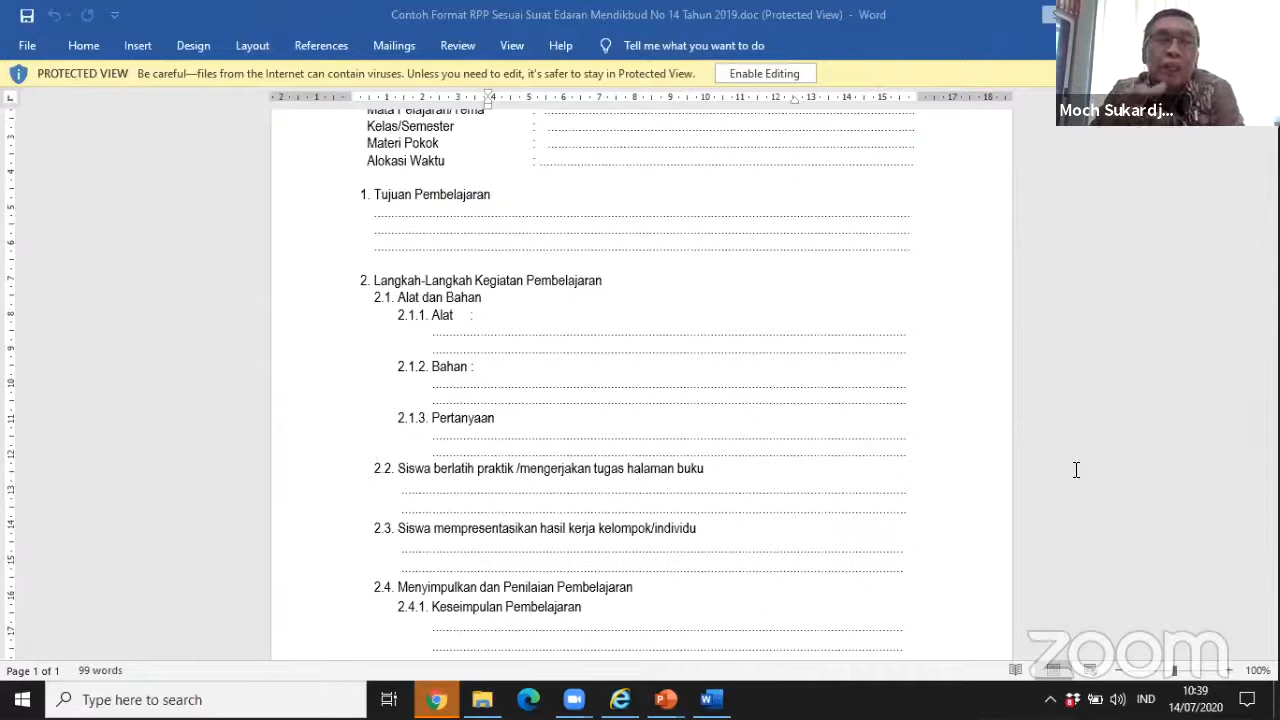 Contoh Format RPP Sesuai Surat Edaran Mendikbud No 14 Tahun 2019.doc (Protected View) - Word
File Home Insert Design Layout References Mailings Review View Help Tell me what you want to do
PROTECTED VIEW Be careful—files from the Internet can contain viruses. Unless you need to edit, it's safer to stay in Protected View. Enable Editing
Moch Sukardj...
Mata Pelajaran/Tema :
Kelas/Semester :
Materi Pokok :
Alokasi Waktu :
1. Tujuan Pembelajaran
2. Langkah-Langkah Kegiatan Pembelajaran
2.1. Alat dan Bahan
2.1.1. Alat :
2.1.2. Bahan :
2.1.3. Pertanyaan
2.2. Siswa berlatih praktik /mengerjakan tugas halaman buku
2.3. Siswa mempresentasikan hasil kerja kelompok/individu
2.4. Menyimpulkan dan Penilaian Pembelajaran
2.4.1. Keseimpulan Pembelajaran
zoom
Page 1 of 1 99 words 100%
Type here to search
IND
10:39
14/07/2020